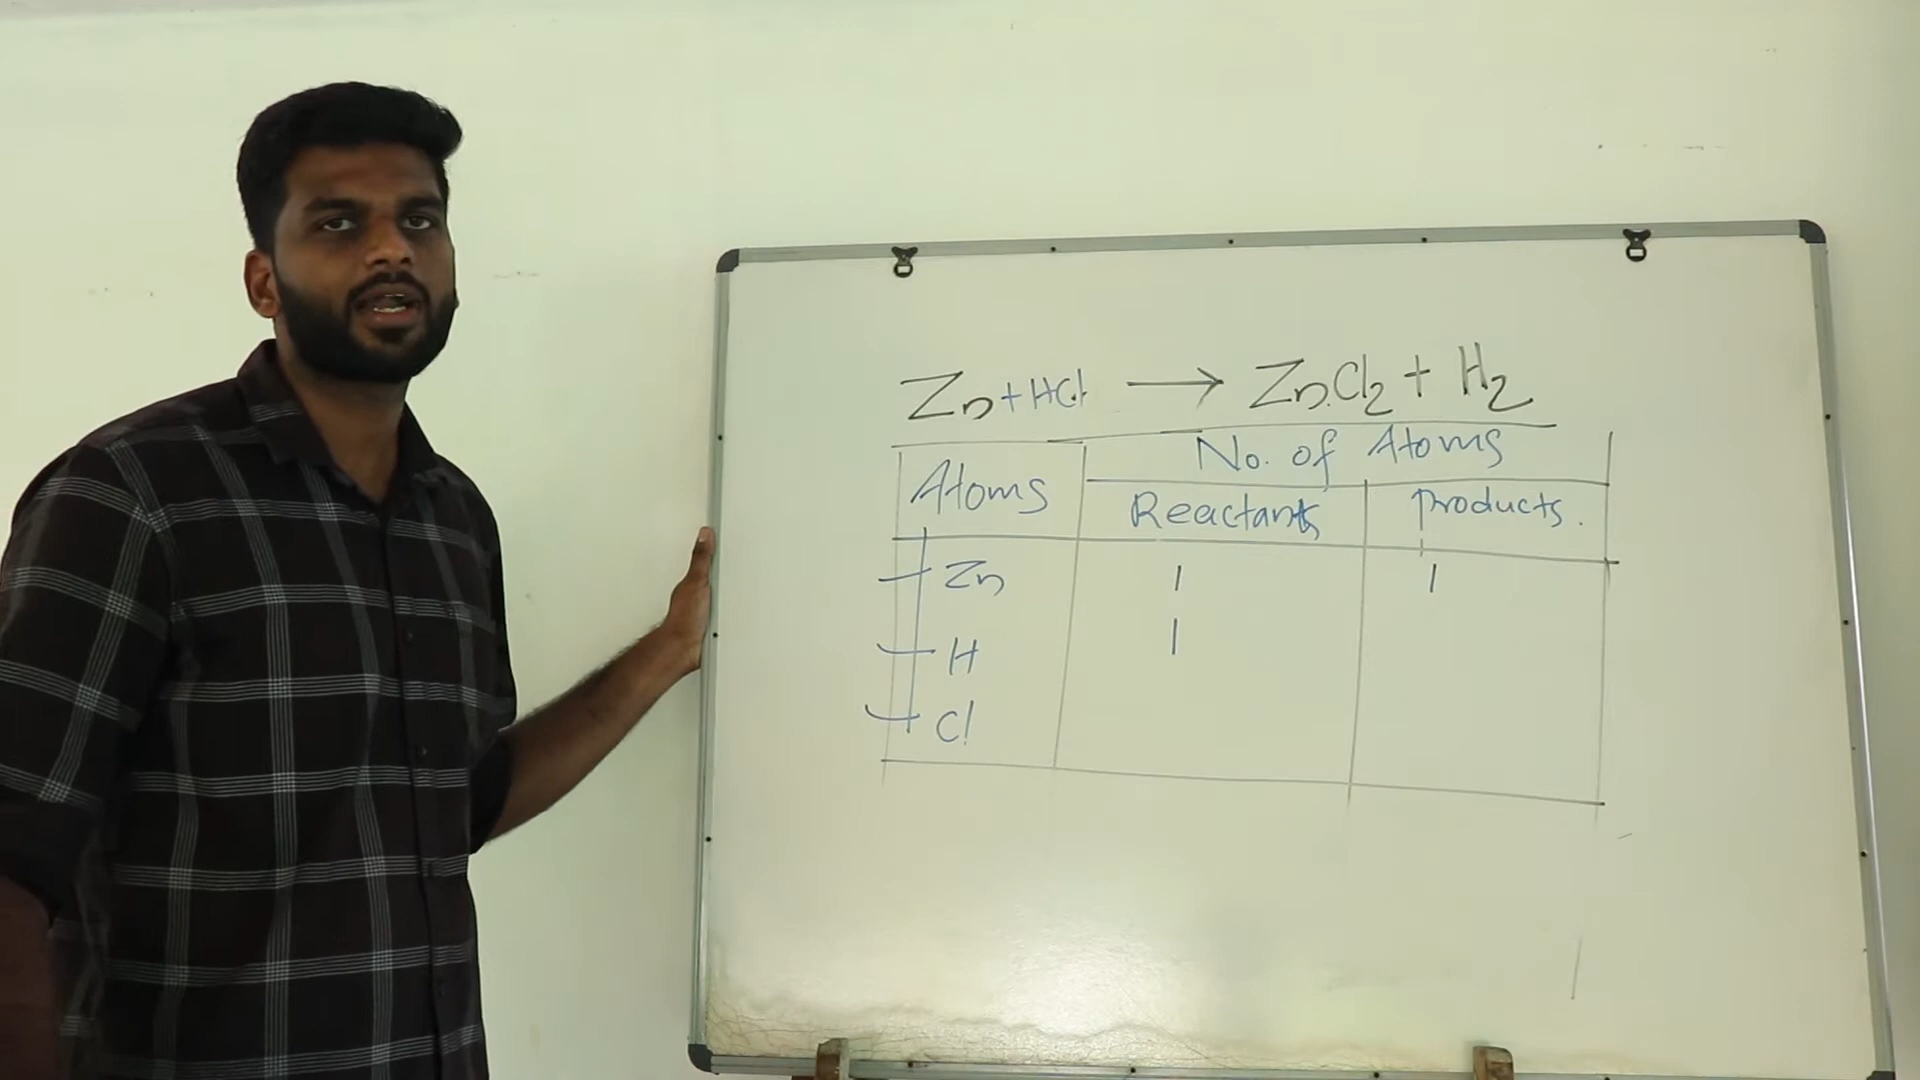 Zn + HCl → ZnCl2 + H2
Atoms
No. of Atoms
Reactants
products.
Zn 1 1
H 1
Cl